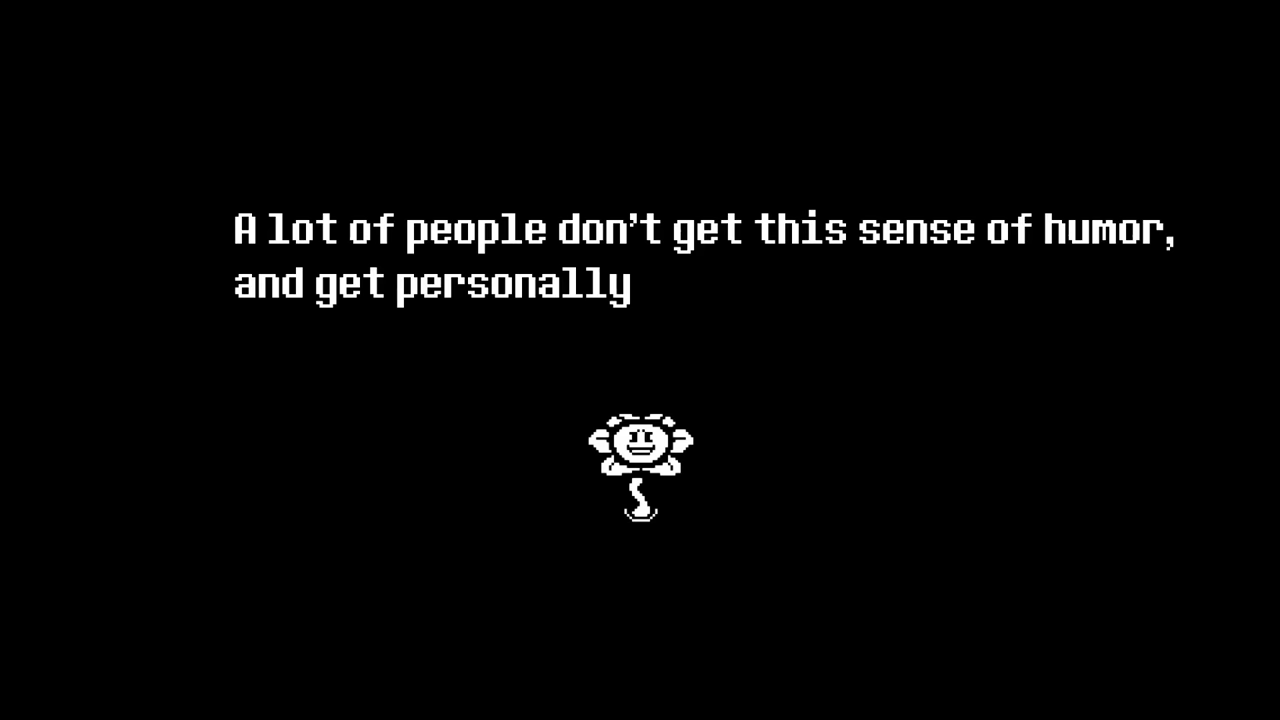 A lot of people don't get this sense of humor,
and get personally